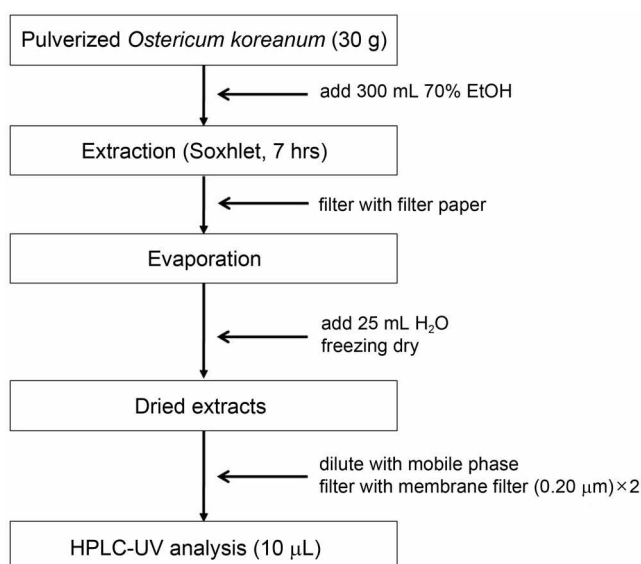 Pulverized Ostericum koreanum (30 g)
add 300 mL 70% EtOH
Extraction (Soxhlet, 7 hrs)
filter with filter paper
Evaporation
add 25 mL H₂O
freezing dry
Dried extracts
dilute with mobile phase
filter with membrane filter (0.20 μm)×2
HPLC-UV analysis (10 μL)